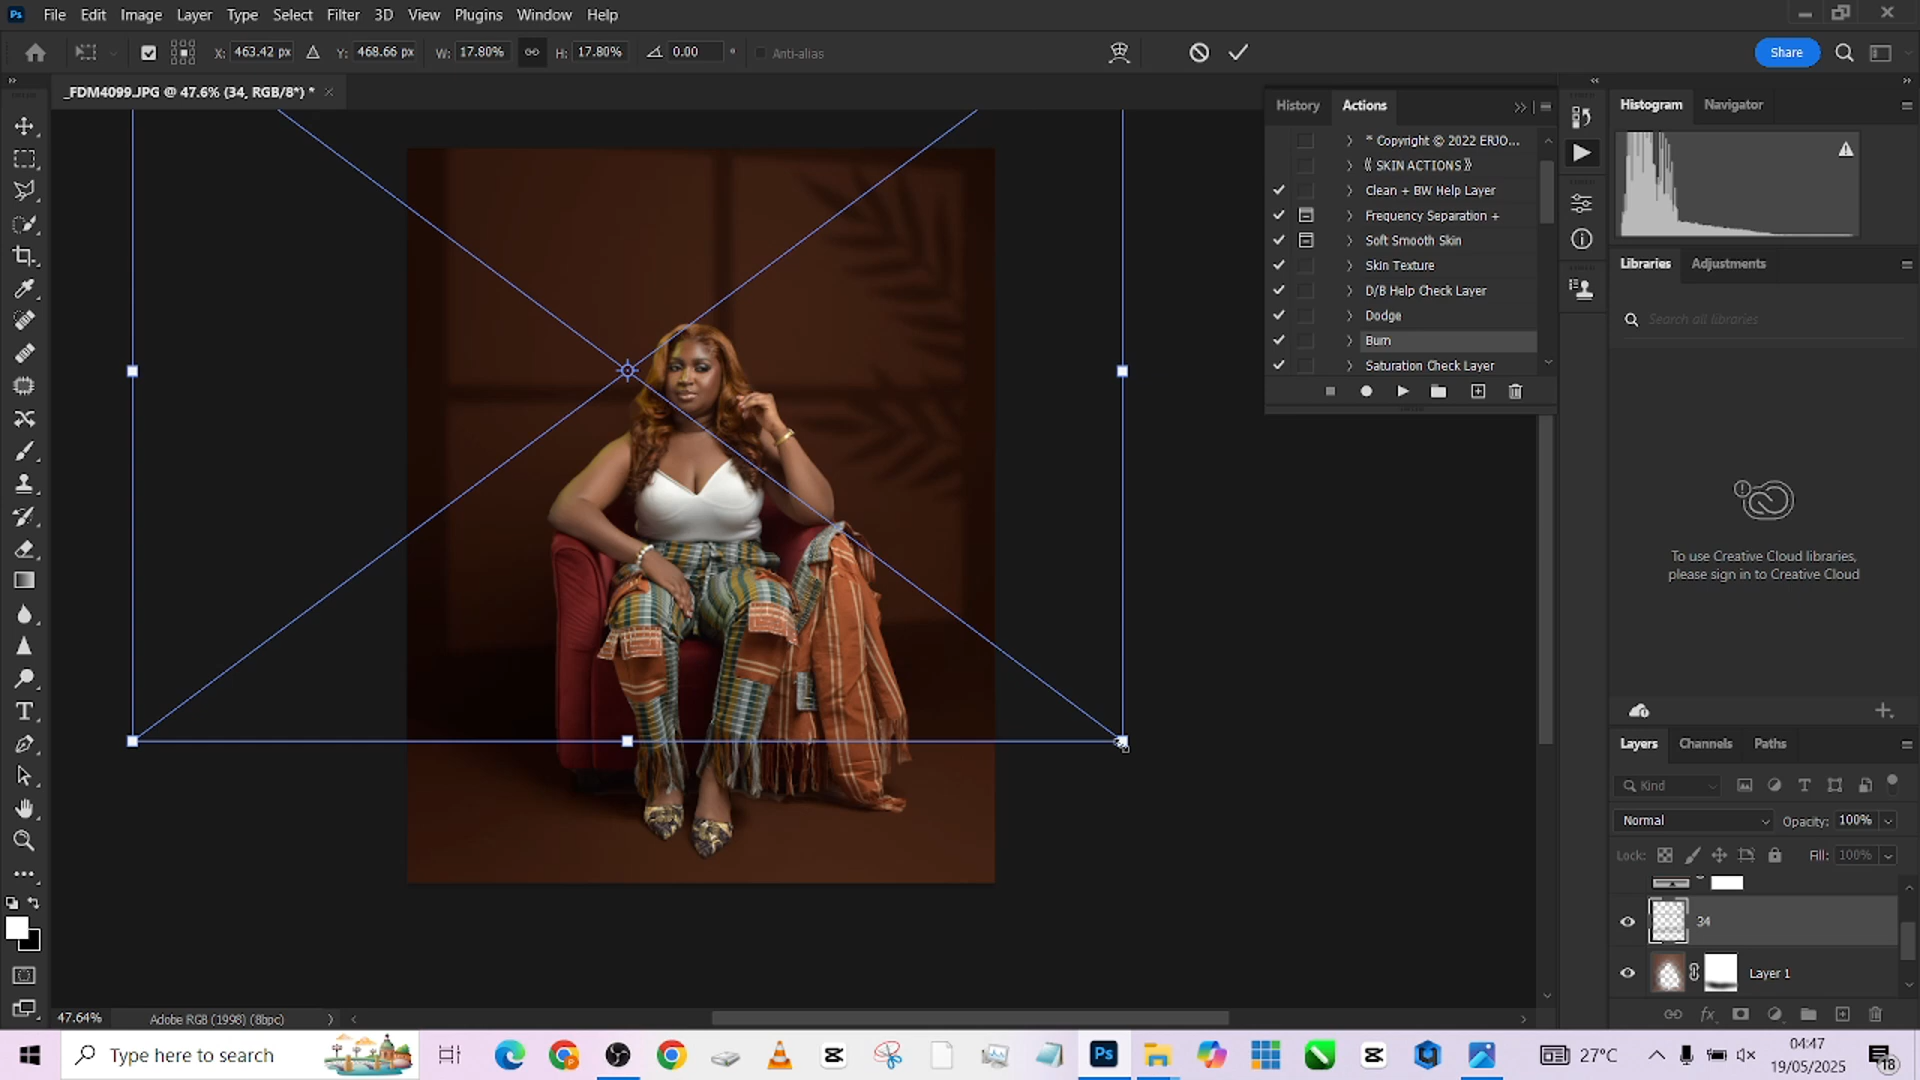 Ps File Edit Image Layer Type Select Filter 3D View Plugins Window Help
X: 463.42 px Y: 468.66 px W: 17.80% H: 17.80% 0.00 ° Anti-alias Share
_FDM4099.JPG @ 47.6% (34, RGB/8*) *
History Actions
* Copyright © 2022 ERJO...
⟪ SKIN ACTIONS ⟫
Clean + BW Help Layer
Frequency Separation +
Soft Smooth Skin
Skin Texture
D/B Help Check Layer
Dodge
Burn
Saturation Check Layer
Histogram Navigator
Libraries Adjustments
Search all libraries
To use Creative Cloud libraries,
please sign in to Creative Cloud
Layers Channels Paths
Kind
Normal Opacity: 100%
Lock: Fill: 100%
34
Layer 1
47.64% Adobe RGB (1998) (8bpc)
Type here to search
Ps
27°C
04:47
19/05/2025
18